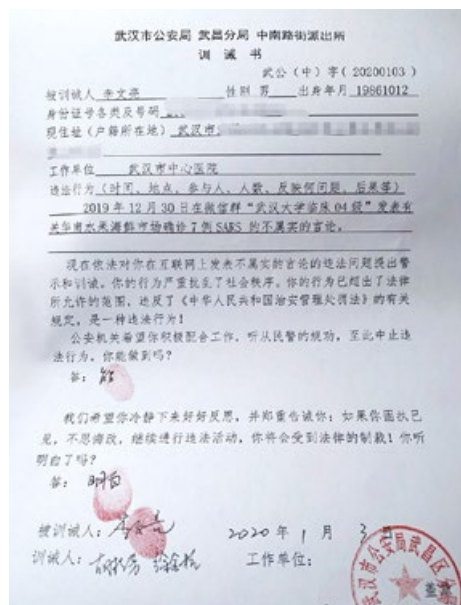 武汉市公安局 武昌分局 中南路街派出所
训 诫 书
武公（中）字（20200103）
被训诫人 李文亮 性别 男 出身年月 19861012
身份证号各类及号码
现住址（户籍所在地） 武汉市
工作单位 武汉市中心医院
违法行为（时间、地点、参与人、人数、反映何问题、后果等）
2019 年 12 月 30 日在微信群“武汉大学临床 04 级”发表有
关华南水果海鲜市场确诊 7 例 SARS 的不属实的言论。
现在依法对你在互联网上发表不属实的言论的违法问题提出警
示和训诫。你的行为严重扰乱了社会秩序。你的行为已超出了法律
所允许的范围，违反了《中华人民共和国治安管理处罚法》的有关
规定，是一种违法行为！
公安机关希望你积极配合工作，听从民警的规劝，至此中止违
法行为。你能做到吗？
答： 能
我们希望你冷静下来好好反思，并郑重告诫你：如果你固执已
见，不思悔改，继续进行违法活动，你将会受到法律的制裁！你听
明白了吗？
答： 明白
被训诫人：李文亮 2020 年 1 月 3 日
训诫人： 工作单位：
武汉市公安局武昌区分局
盖章